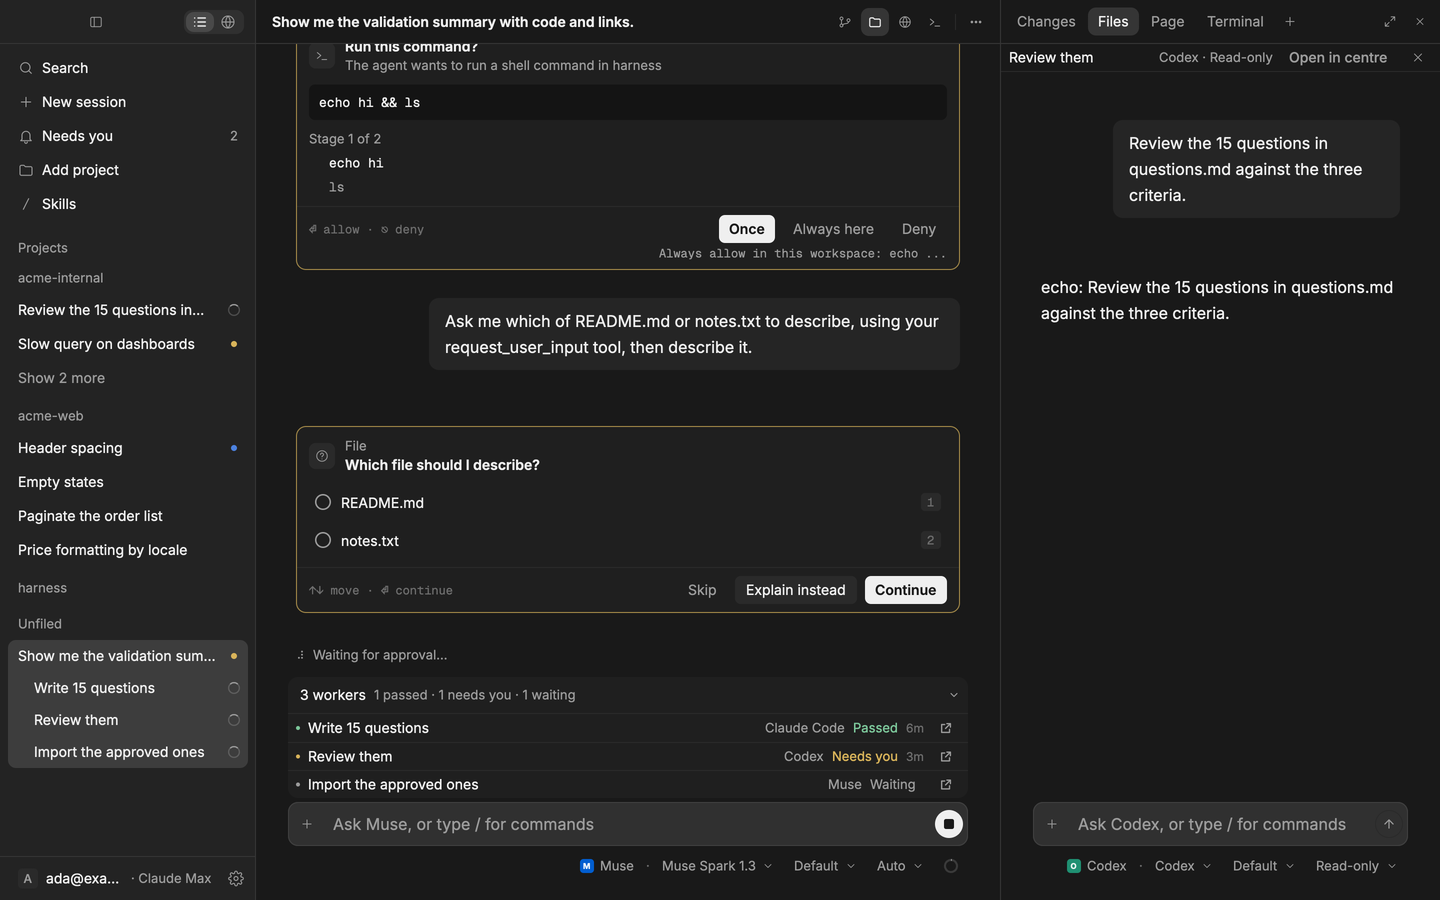 Search
New session
Needs you 2
Add project
Skills
Projects
acme-internal
Review the 15 questions in...
Slow query on dashboards
Show 2 more
acme-web
Header spacing
Empty states
Paginate the order list
Price formatting by locale
harness
Unfiled
Show me the validation sum...
Write 15 questions
Review them
Import the approved ones
A ada@exa... · Claude Max
Show me the validation summary with code and links.
Run this command?
The agent wants to run a shell command in harness
echo hi && ls
Stage 1 of 2
echo hi
ls
allow · deny
Once Always here Deny
Always allow in this workspace: echo ...
Ask me which of README.md or notes.txt to describe, using your
request_user_input tool, then describe it.
File
Which file should I describe?
README.md 1
notes.txt 2
move · continue
Skip Explain instead Continue
Waiting for approval...
3 workers 1 passed · 1 needs you · 1 waiting
Write 15 questions Claude Code Passed 6m
Review them Codex Needs you 3m
Import the approved ones Muse Waiting
Ask Muse, or type / for commands
M Muse · Muse Spark 1.3 Default Auto
Changes Files Page Terminal
Review them Codex · Read-only Open in centre
Review the 15 questions in
questions.md against the three
criteria.
echo: Review the 15 questions in questions.md
against the three criteria.
Ask Codex, or type / for commands
O Codex · Codex Default Read-only